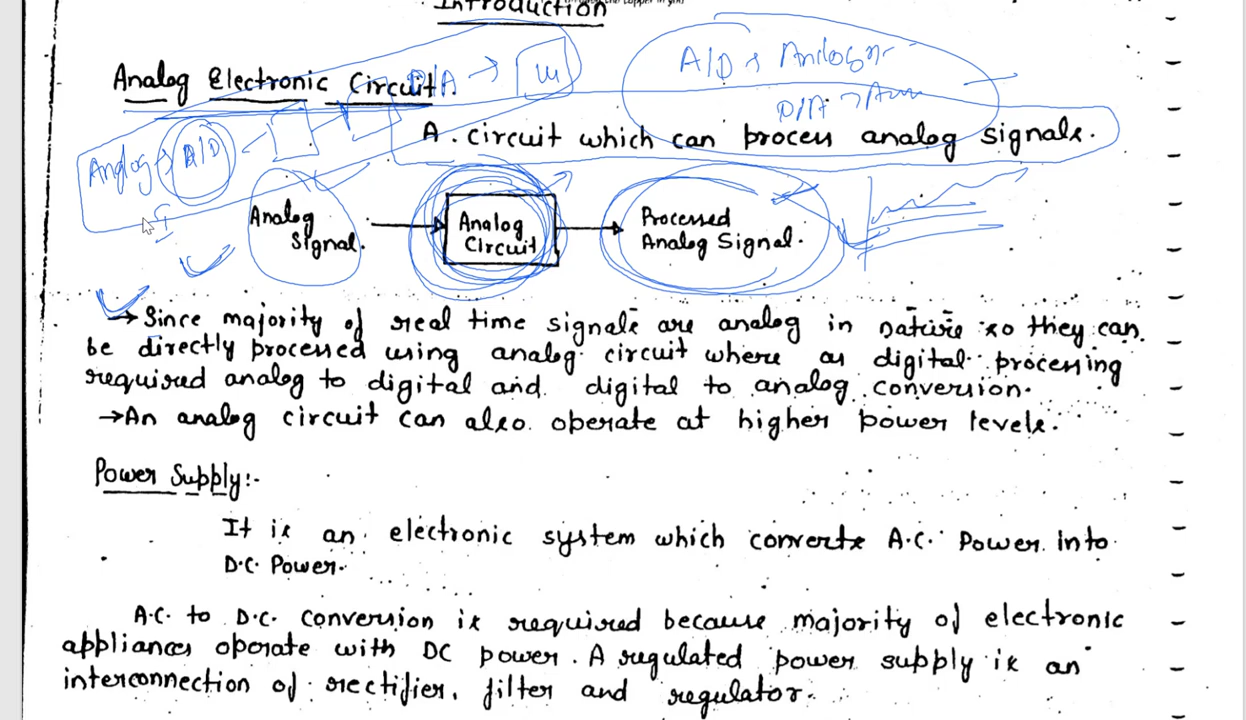 Introduction
Analog Electronic Circuit
D/A
A/D
Analog
D/A
A. circuit which can process analog signals.
Analog
A/D
Analog
Signal.
Analog
Circuit
Processed
Analog Signal.
→ Since majority of real time signals are analog in nature so they can
be directly processed using analog circuit where as digital processing
required analog to digital and digital to analog conversion.
→ An analog circuit can also operate at higher power levels.
Power Supply:-
It is an electronic system which converts A.C. Power into
D.C. Power.
A.C. to D.C. conversion is required because majority of electronic
appliances operate with DC power. A regulated power supply is an
interconnection of rectifier, filter and regulator.